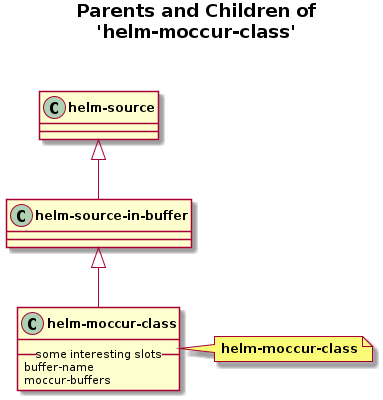 Parents and Children of
'helm-moccur-class'
C helm-source
C helm-source-in-buffer
C helm-moccur-class
some interesting slots
buffer-name
moccur-buffers
helm-moccur-class